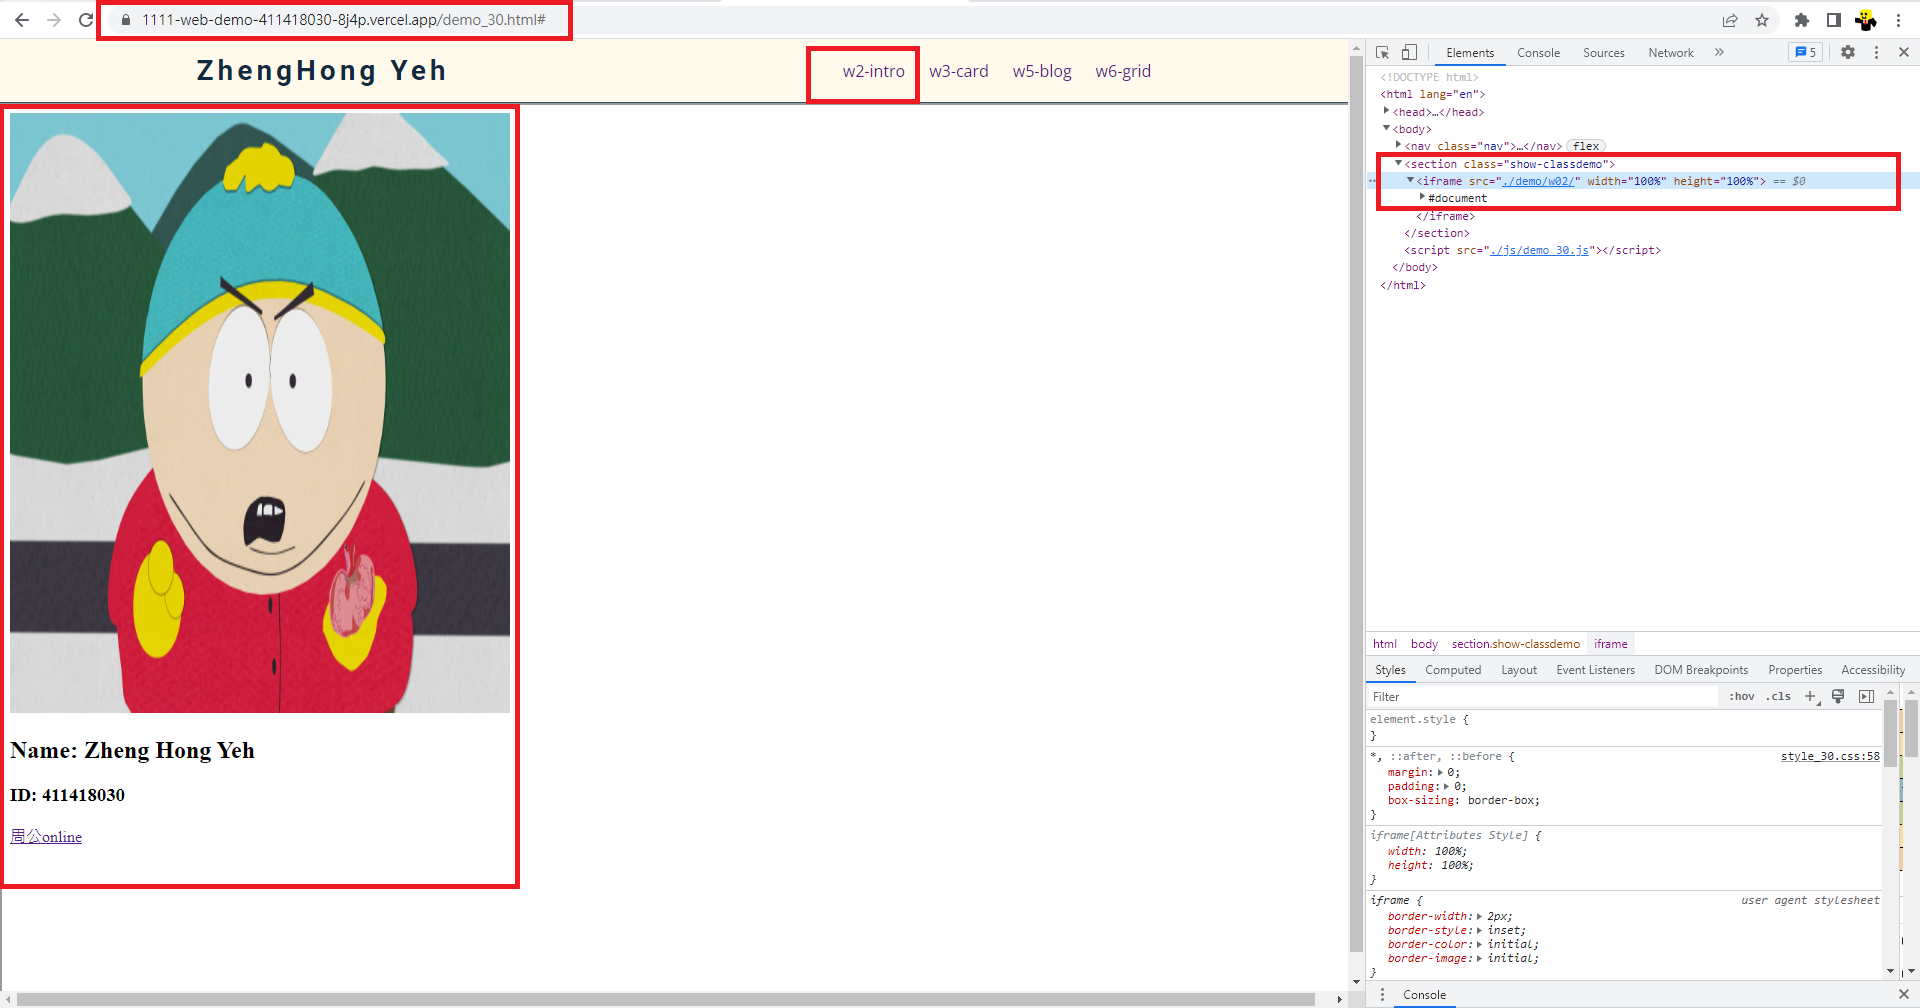 1111-web-demo-411418030-8j4p.vercel.app/demo_30.html#
ZhengHong Yeh
w2-intro w3-card w5-blog w6-grid
Name: Zheng Hong Yeh
ID: 411418030
周公online
Elements Console Sources Network » 5
<!DOCTYPE html>
<html lang="en">
<head>…</head>
<body>
<nav class="nav">…</nav> flex
<section class="show-classdemo">
<iframe src="./demo/w02/" width="100%" height="100%"> == $0
#document
</iframe>
</section>
<script src="./js/demo_30.js"></script>
</body>
</html>
html body section.show-classdemo iframe
Styles Computed Layout Event Listeners DOM Breakpoints Properties Accessibility
Filter :hov .cls +
element.style {
}
*, ::after, ::before { style_30.css:58
margin: 0;
padding: 0;
box-sizing: border-box;
}
iframe[Attributes Style] {
width: 100%;
height: 100%;
}
iframe { user agent stylesheet
border-width: 2px;
border-style: inset;
border-color: initial;
border-image: initial;
}
Console